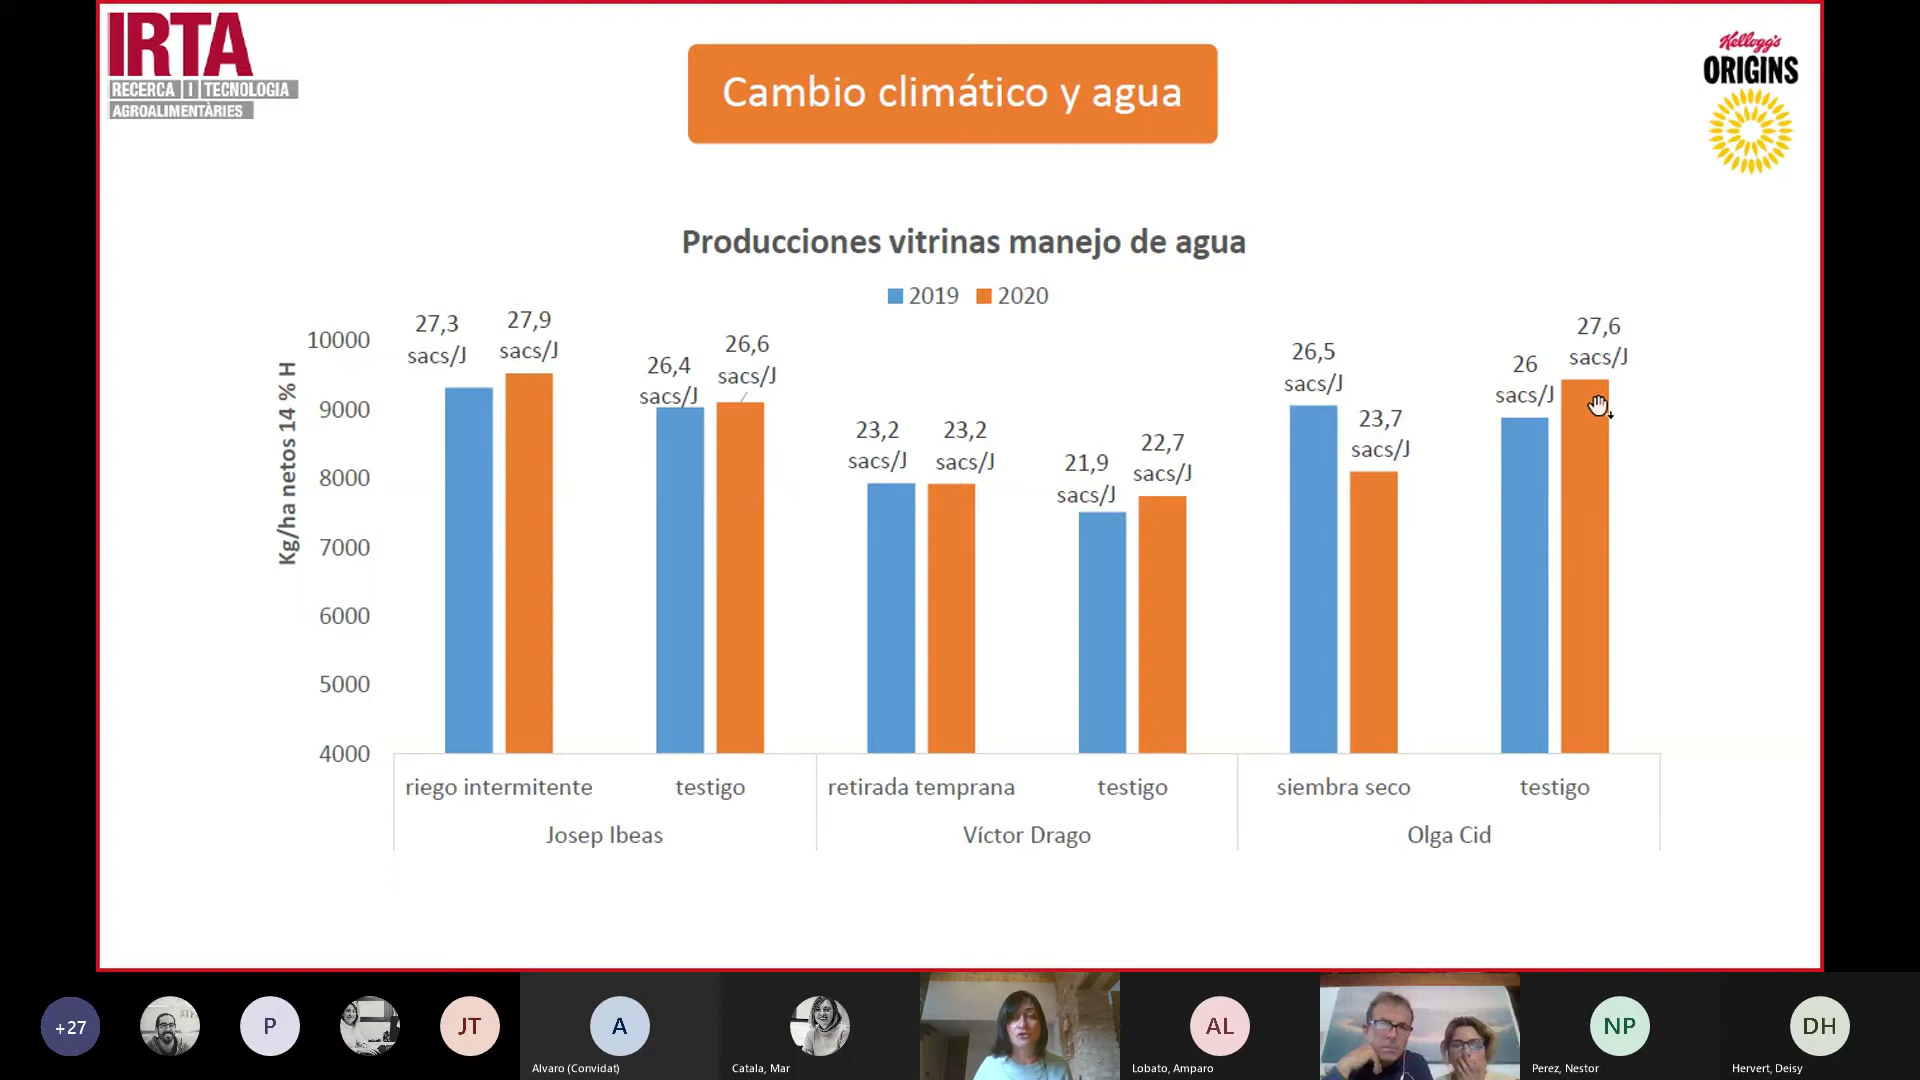 IRTA
RECERCA I TECNOLOGIA
AGROALIMENTÀRIES
Cambio climático y agua
Kellogg's
ORIGINS
Producciones vitrinas manejo de agua
2019 2020
Kg/ha netos 14 % H
10000
9000
8000
7000
6000
5000
4000
27,3
sacs/J
27,9
sacs/J
26,4
sacs/J
26,6
sacs/J
23,2
sacs/J
23,2
sacs/J
21,9
sacs/J
22,7
sacs/J
26,5
sacs/J
23,7
sacs/J
26
sacs/J
27,6
sacs/J
riego intermitente testigo retirada temprana testigo siembra seco testigo
Josep Ibeas Víctor Drago Olga Cid
+27
P
JT
A
AL
NP
DH
Alvaro (Convidat)
Catala, Mar
Lobato, Amparo
Perez, Nestor
Hervert, Deisy